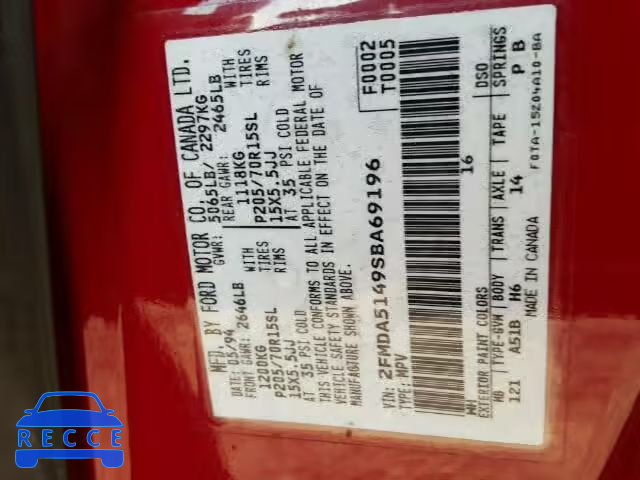 MFD. BY FORD MOTOR CO. OF CANADA LTD.
05/94 GVWR: 5065LB/ 2297KG
FRONT GAWR: 2646LB REAR GAWR: 2465LB
1200KG WITH 1118KG WITH
P205/70R15SL TIRES P205/70R15SL TIRES
15X5.5JJ RIMS 15X5.5JJ RIMS
AT 35 PSI COLD AT 35 PSI COLD
THIS VEHICLE CONFORMS TO ALL APPLICABLE FEDERAL MOTOR
VEHICLE SAFETY STANDARDS IN EFFECT ON THE DATE OF
MANUFACTURE SHOWN ABOVE.
VIN: 2FMDA5149SBA69196 F0002
TYPE: MPV T0005
16
EXTERIOR PAINT COLORS DSO
WB TYPE-GVW BODY TRANS AXLE TAPE SPRINGS
121 A51B H6 14 P B
MADE IN CANADA F0TA-15204A10-BA
RECCE